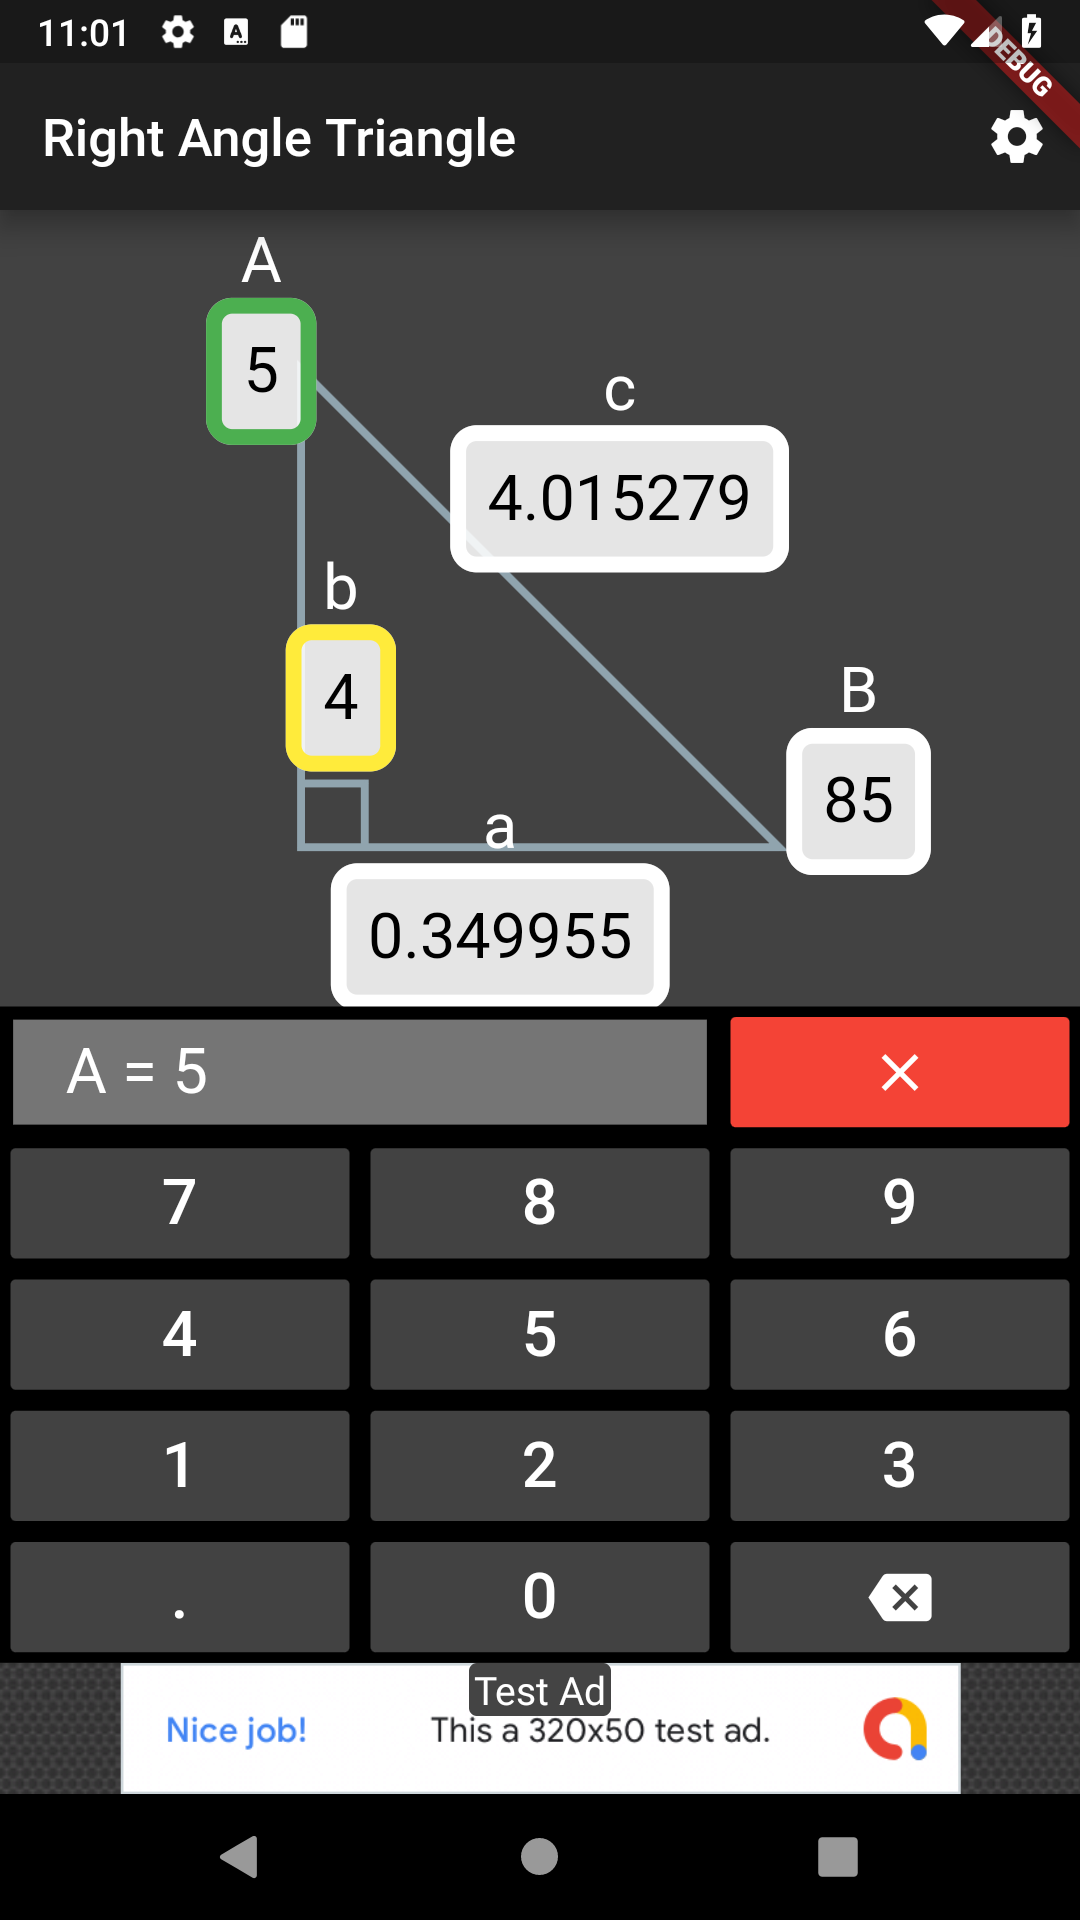 11:01
DEBUG
Right Angle Triangle
A
5
c
4.015279
b
4
B
85
a
0.349955
A = 5
7 8 9
4 5 6
1 2 3
. 0
Test Ad
Nice job! This a 320x50 test ad.